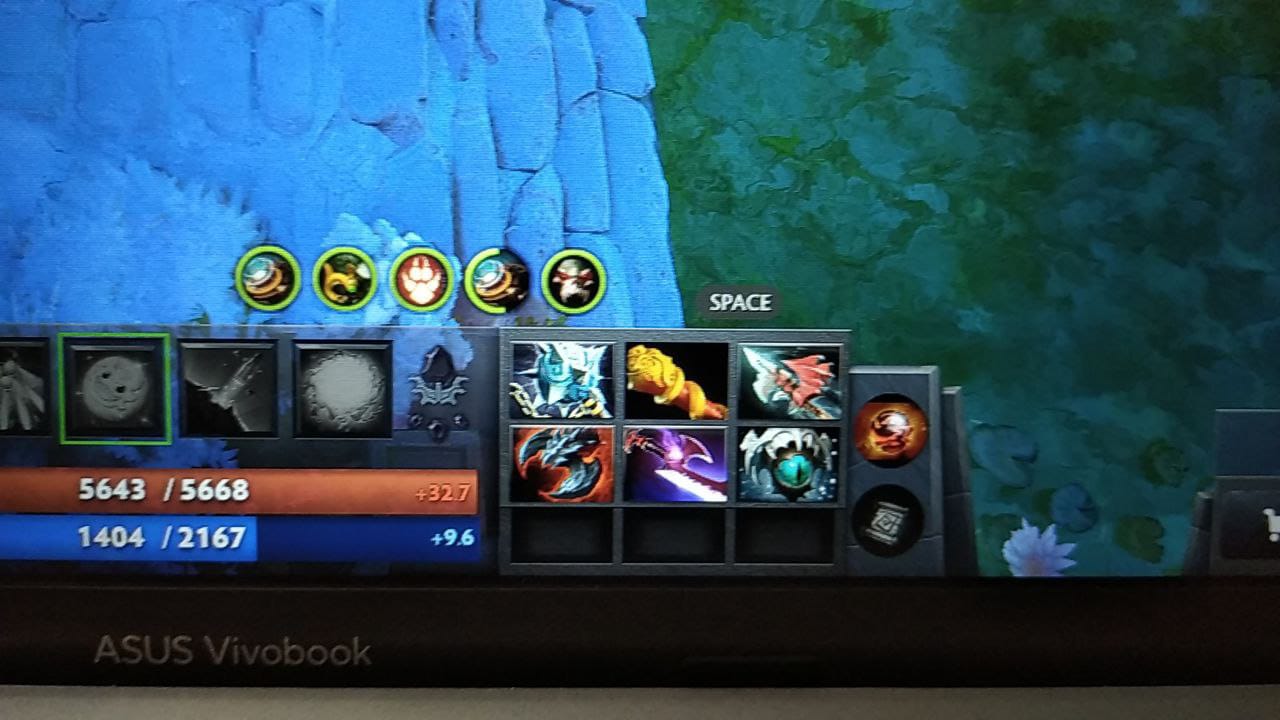 SPACE
5643 / 5668
+32.7
1404 / 2167
+9.6
ASUS Vivobook